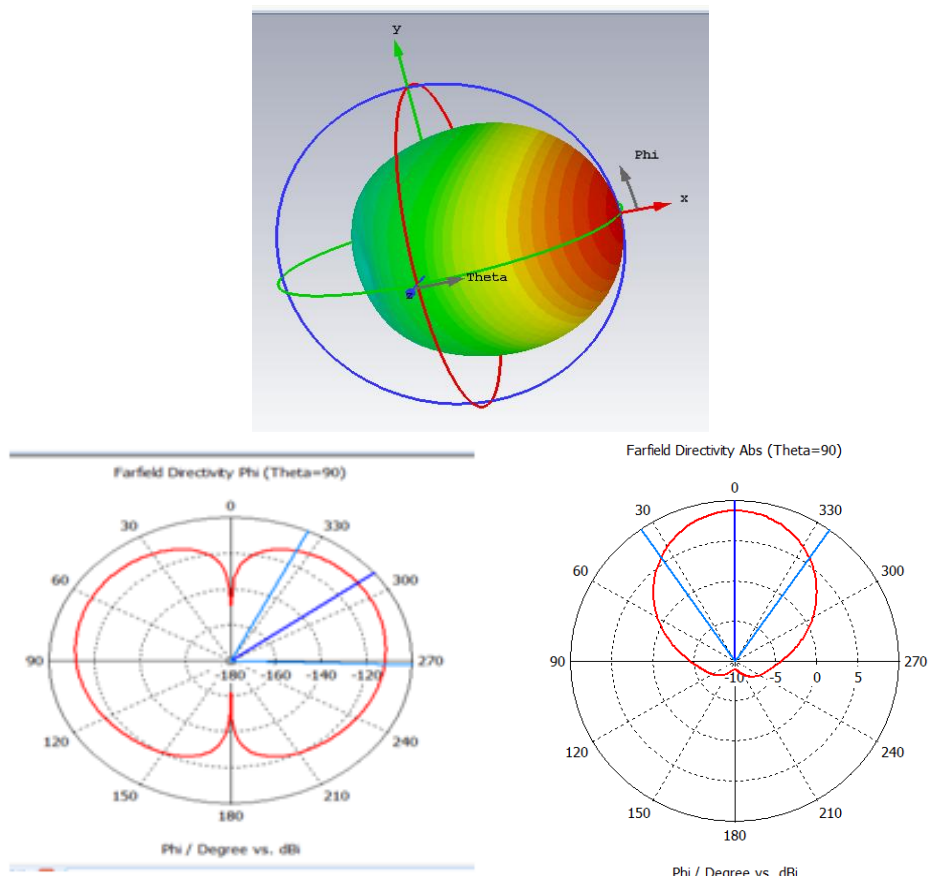 y
Phi
x
Theta
Farfield Directivity Phi (Theta=90)
0
30 330
60 300
90 -180 -160 -140 -120 270
120 240
150 210
180
Phi / Degree vs. dBi
Farfield Directivity Abs (Theta=90)
0
30 330
60 300
90 -10 -5 0 5 270
120 240
150 210
180
Phi / Degree vs. dBi